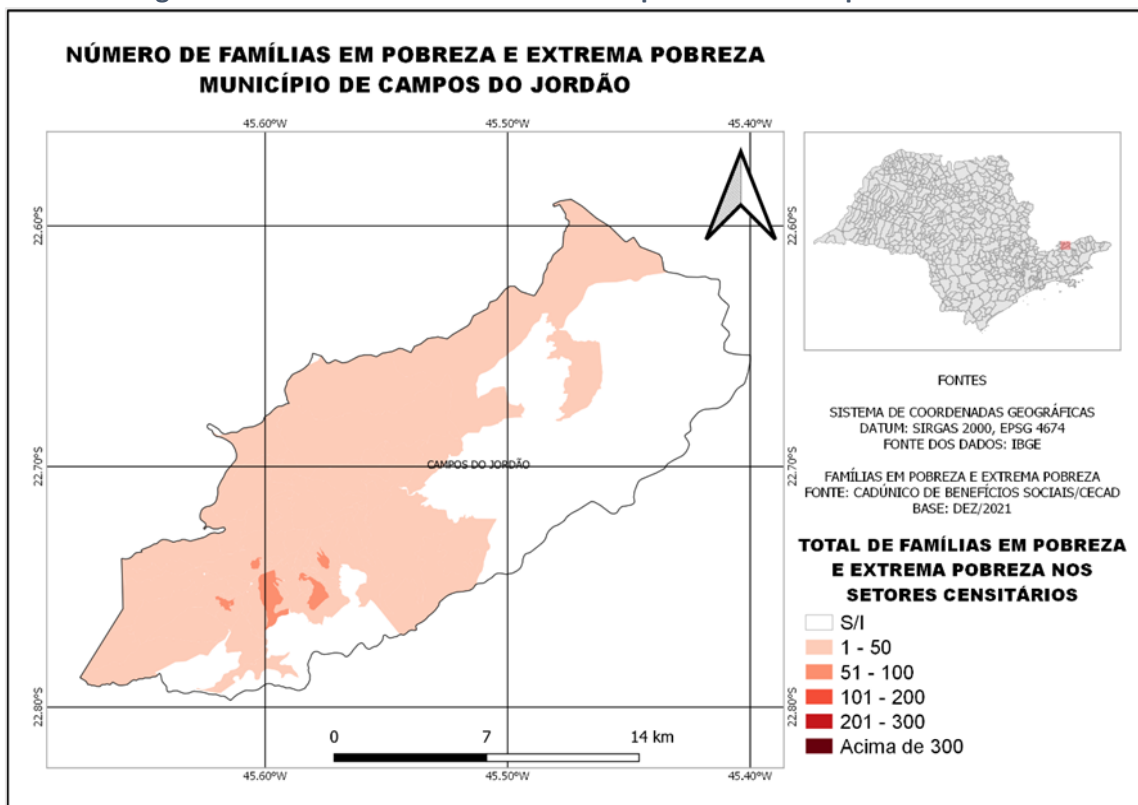 NÚMERO DE FAMÍLIAS EM POBREZA E EXTREMA POBREZA
MUNICÍPIO DE CAMPOS DO JORDÃO
45.60°W 45.50°W 45.40°W
22.60°S 22.60°S
22.70°S 22.70°S
22.80°S 22.80°S
CAMPOS DO JORDÃO
0 7 14 km
45.60°W 45.50°W 45.40°W
FONTES
SISTEMA DE COORDENADAS GEOGRÁFICAS
DATUM: SIRGAS 2000, EPSG 4674
FONTE DOS DADOS: IBGE
FAMÍLIAS EM POBREZA E EXTREMA POBREZA
FONTE: CADÚNICO DE BENEFÍCIOS SOCIAIS/CECAD
BASE: DEZ/2021
TOTAL DE FAMÍLIAS EM POBREZA
E EXTREMA POBREZA NOS
SETORES CENSITÁRIOS
S/I
1 - 50
51 - 100
101 - 200
201 - 300
Acima de 300